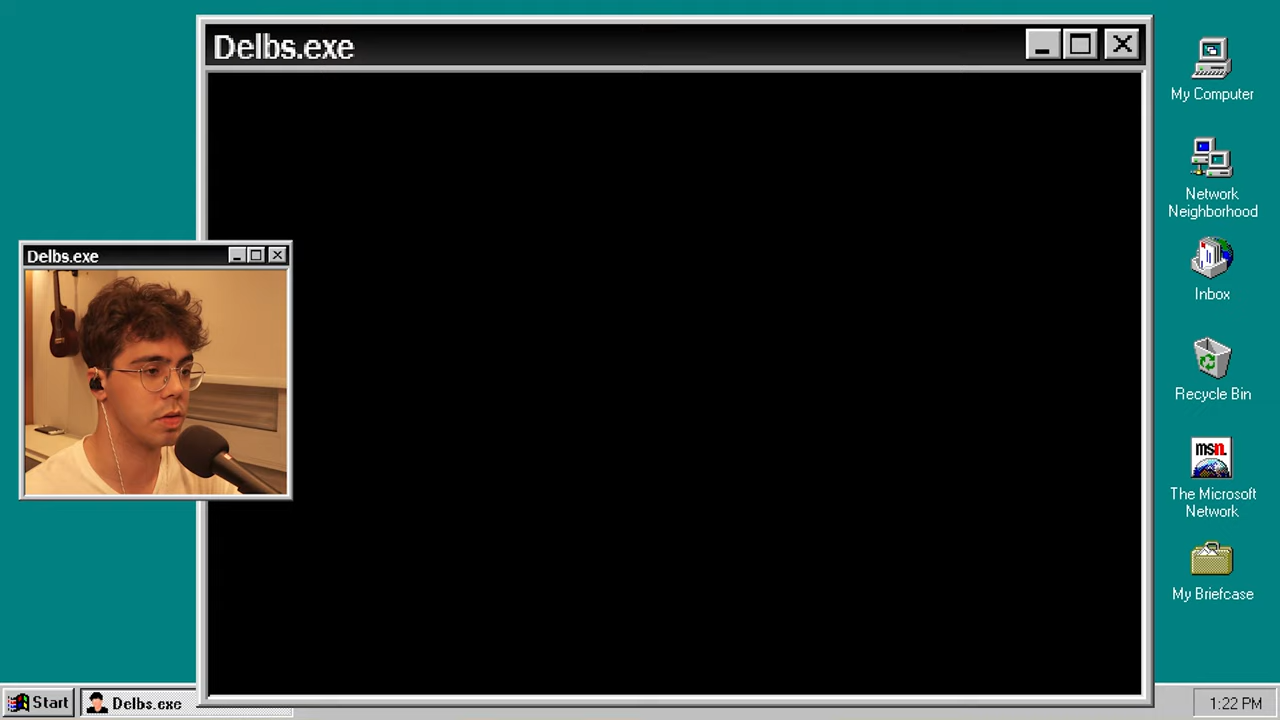 Delbs.exe
My Computer
Network
Neighborhood
Delbs.exe
Inbox
Recycle Bin
msn.
The Microsoft
Network
My Briefcase
Start
Delbs.exe
1:22 PM